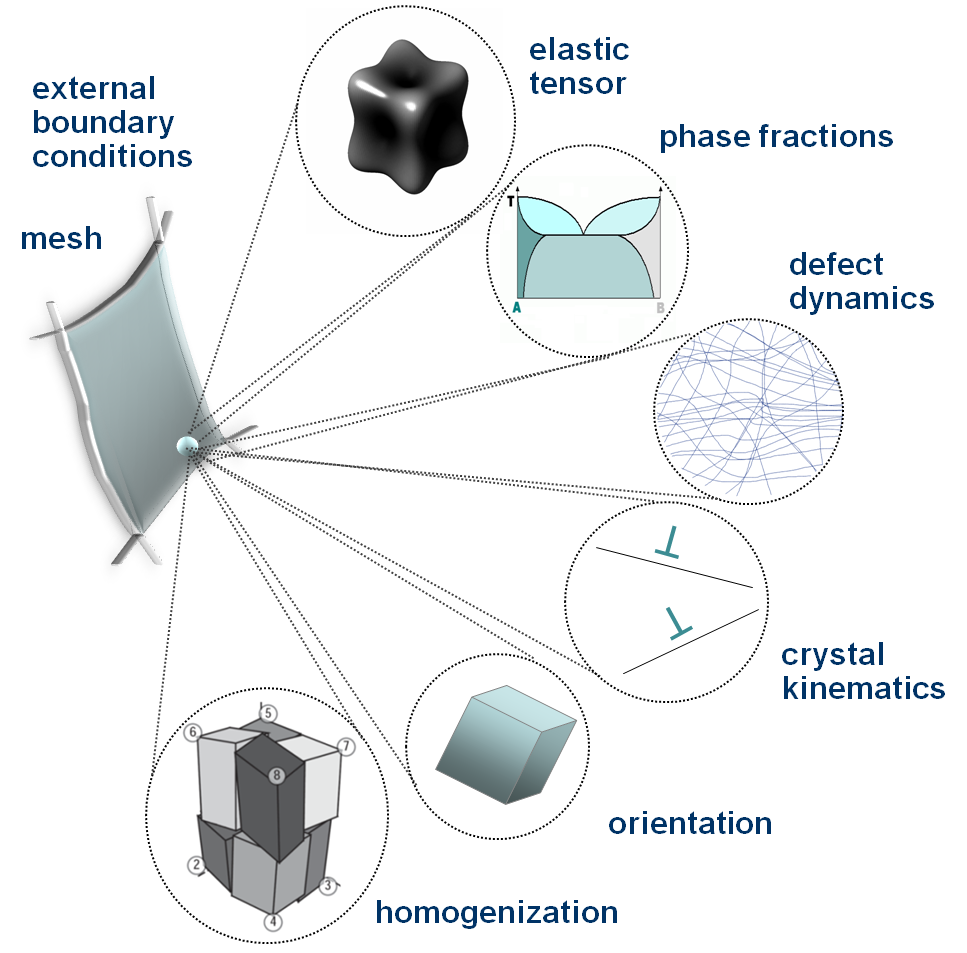 elastic
tensor
external
boundary
conditions
phase fractions
mesh
T
A
B
defect
dynamics
crystal
kinematics
orientation
5
6
7
8
2
3
4
homogenization